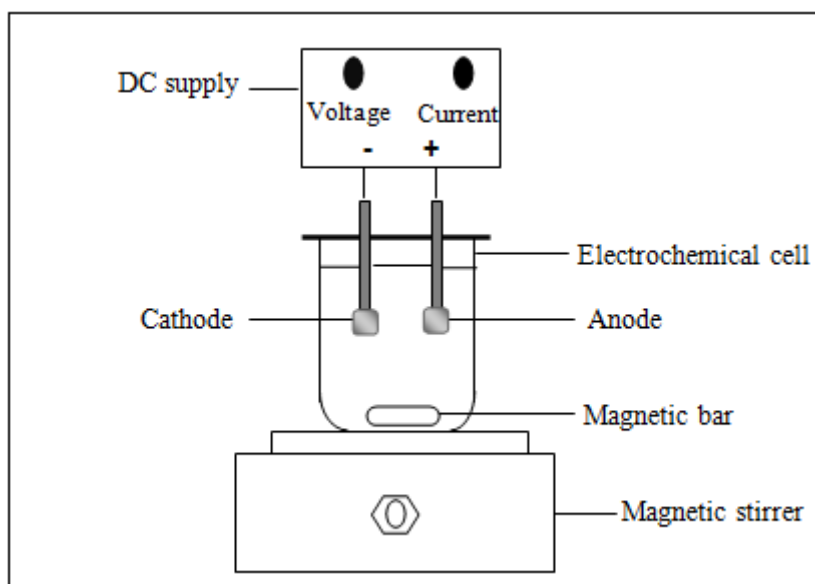 DC supply
Voltage Current
- +
Electrochemical cell
Cathode
Anode
Magnetic bar
Magnetic stirrer